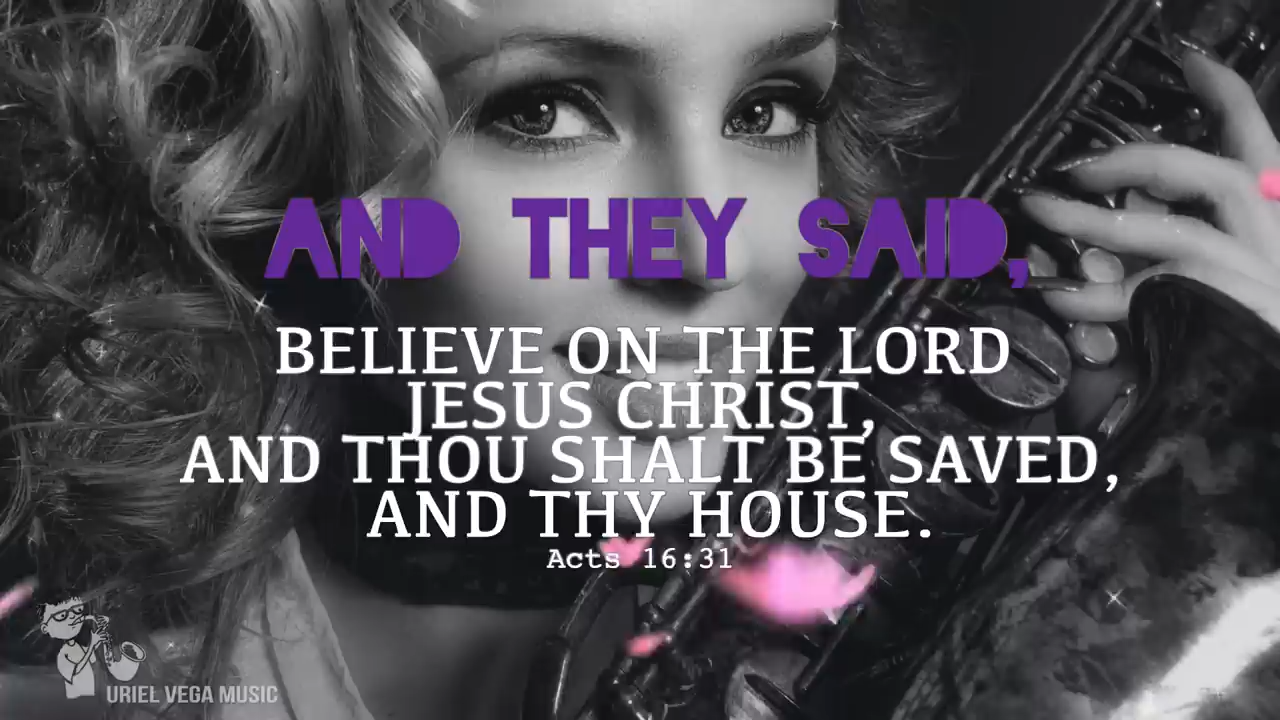 AND THEY SAID,
BELIEVE ON THE LORD
JESUS CHRIST,
AND THOU SHALT BE SAVED,
AND THY HOUSE.
Acts 16:31
URIEL VEGA MUSIC